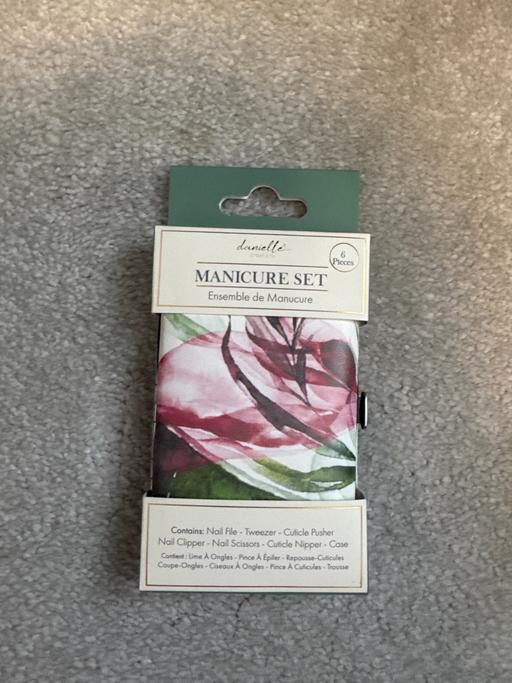 danielle
6
Pieces
MANICURE SET
Ensemble de Manucure
Contains: Nail File - Tweezer - Cuticle Pusher
Nail Clipper - Nail Scissors - Cuticle Nipper - Case
Contient : Lime À Ongles - Pince À Épiler - Repousse-Cuticules
Coupe-Ongles - Ciseaux À Ongles - Pince À Cuticules - Trousse